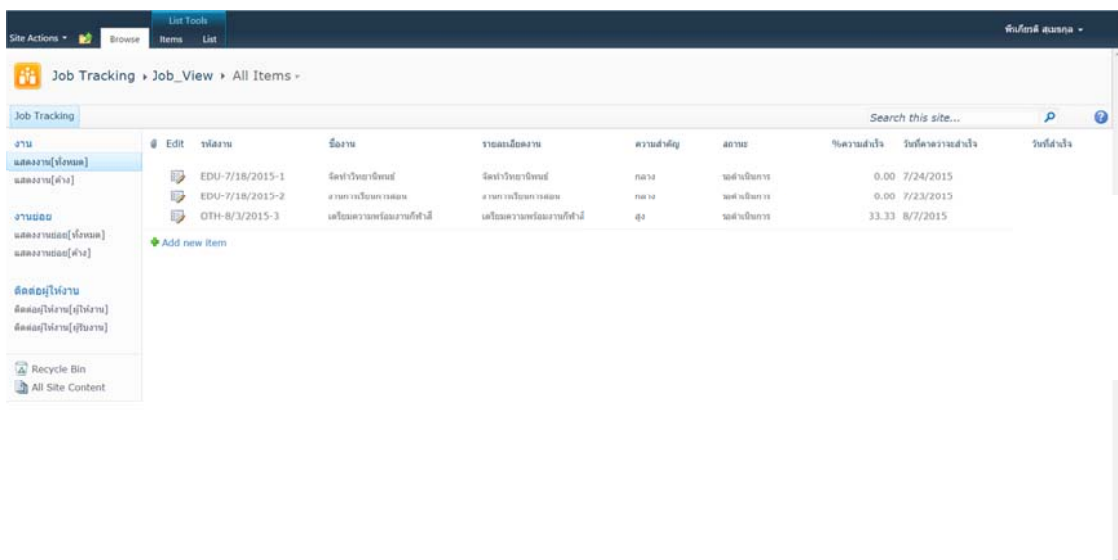 List Tools
Site Actions Browse Items List พีรเกียรติ สุเมธกุล
Job Tracking Job_View All Items
Job Tracking Search this site...
งาน
แสดงงาน[ทั้งหมด]
แสดงงาน[ค้าง]
งานย่อย
แสดงงานย่อย[ทั้งหมด]
แสดงงานย่อย[ค้าง]
ติดต่อผู้ให้งาน
ติดต่อผู้ให้งาน[ผู้ให้งาน]
ติดต่อผู้ให้งาน[ผู้รับงาน]
Recycle Bin
All Site Content
Edit รหัสงาน ชื่องาน รายละเอียดงาน ความสำคัญ สถานะ %ความสำเร็จ วันที่คาดว่าจะสำเร็จ วันที่สำเร็จ
EDU-7/18/2015-1 จัดทำวิทยานิพนธ์ จัดทำวิทยานิพนธ์ กลาง รอดำเนินการ 0.00 7/24/2015
EDU-7/18/2015-2 งานการเรียนการสอน งานการเรียนการสอน กลาง รอดำเนินการ 0.00 7/23/2015
OTH-8/3/2015-3 เตรียมความพร้อมงานกีฬาสี เตรียมความพร้อมงานกีฬาสี สูง รอดำเนินการ 33.33 8/7/2015
Add new item